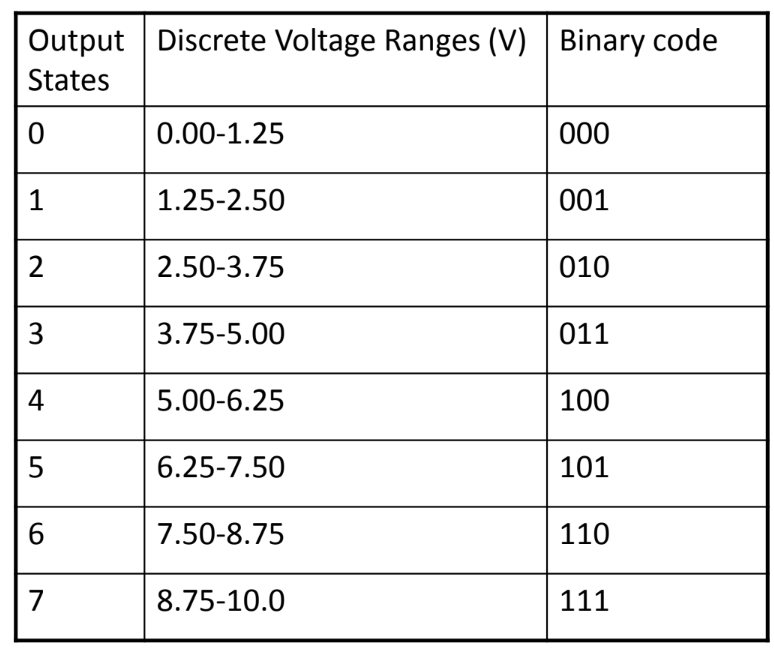 Output States Discrete Voltage Ranges (V) Binary code
0 0.00-1.25 000
1 1.25-2.50 001
2 2.50-3.75 010
3 3.75-5.00 011
4 5.00-6.25 100
5 6.25-7.50 101
6 7.50-8.75 110
7 8.75-10.0 111